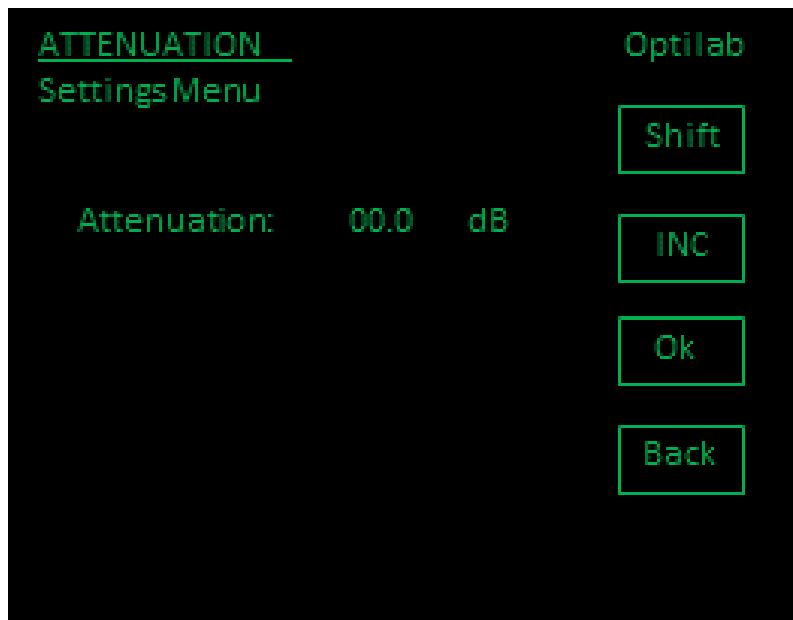 ATTENUATION
Optilab
Settings Menu
Shift
Attenuation: 00.0 dB
INC
Ok
Back